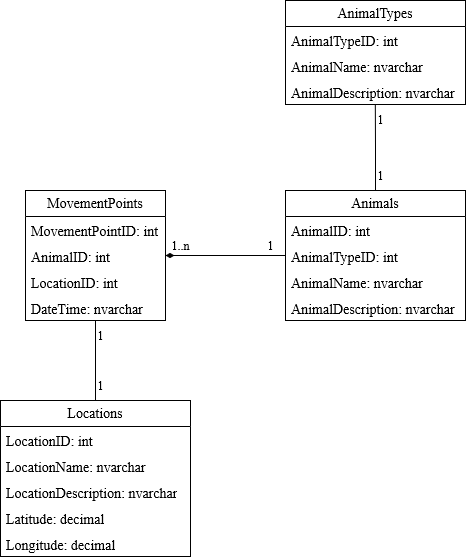 AnimalTypes
AnimalTypeID: int
AnimalName: nvarchar
AnimalDescription: nvarchar
1
1
MovementPoints
MovementPointID: int
AnimalID: int
LocationID: int
DateTime: nvarchar
1..n
1
Animals
AnimalID: int
AnimalTypeID: int
AnimalName: nvarchar
AnimalDescription: nvarchar
1
1
Locations
LocationID: int
LocationName: nvarchar
LocationDescription: nvarchar
Latitude: decimal
Longitude: decimal